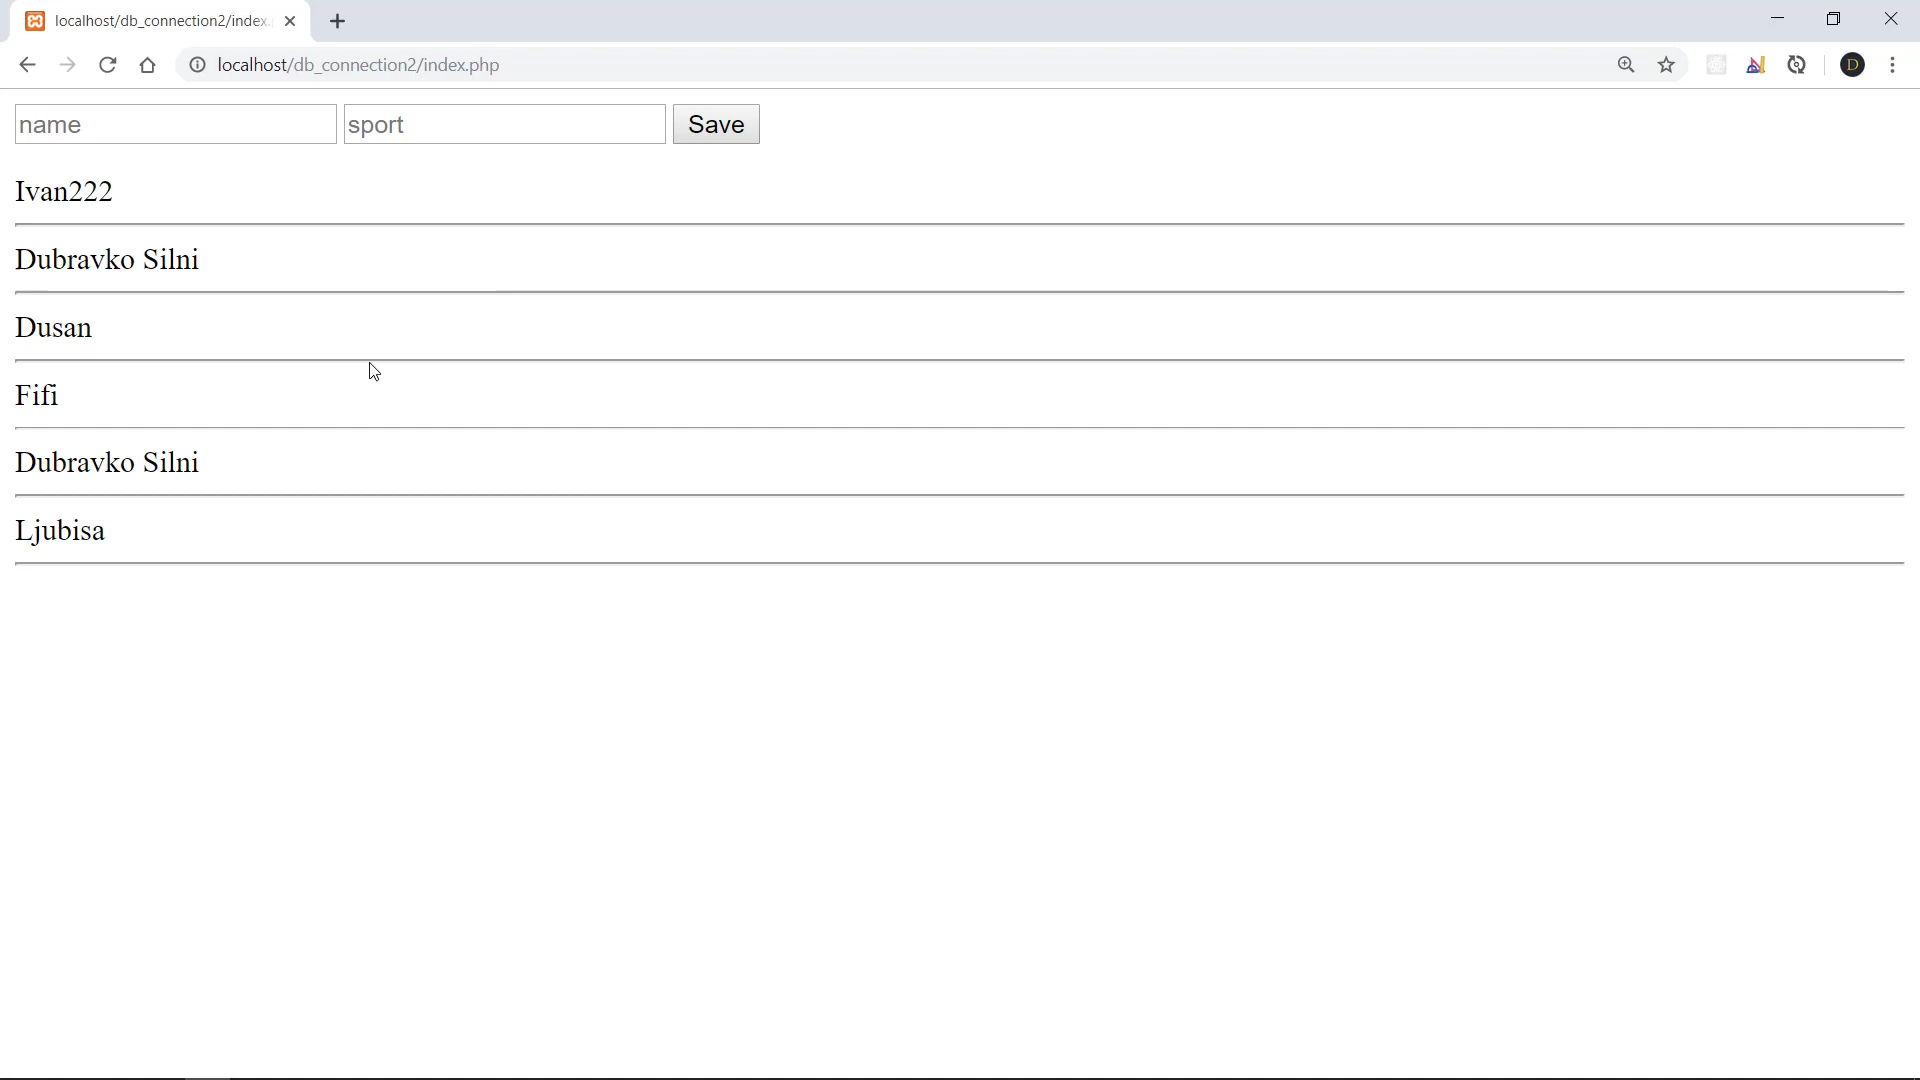 localhost/db_connection2/index.
localhost/db_connection2/index.php
D
name sport Save
Ivan222
Dubravko Silni
Dusan
Fifi
Dubravko Silni
Ljubisa